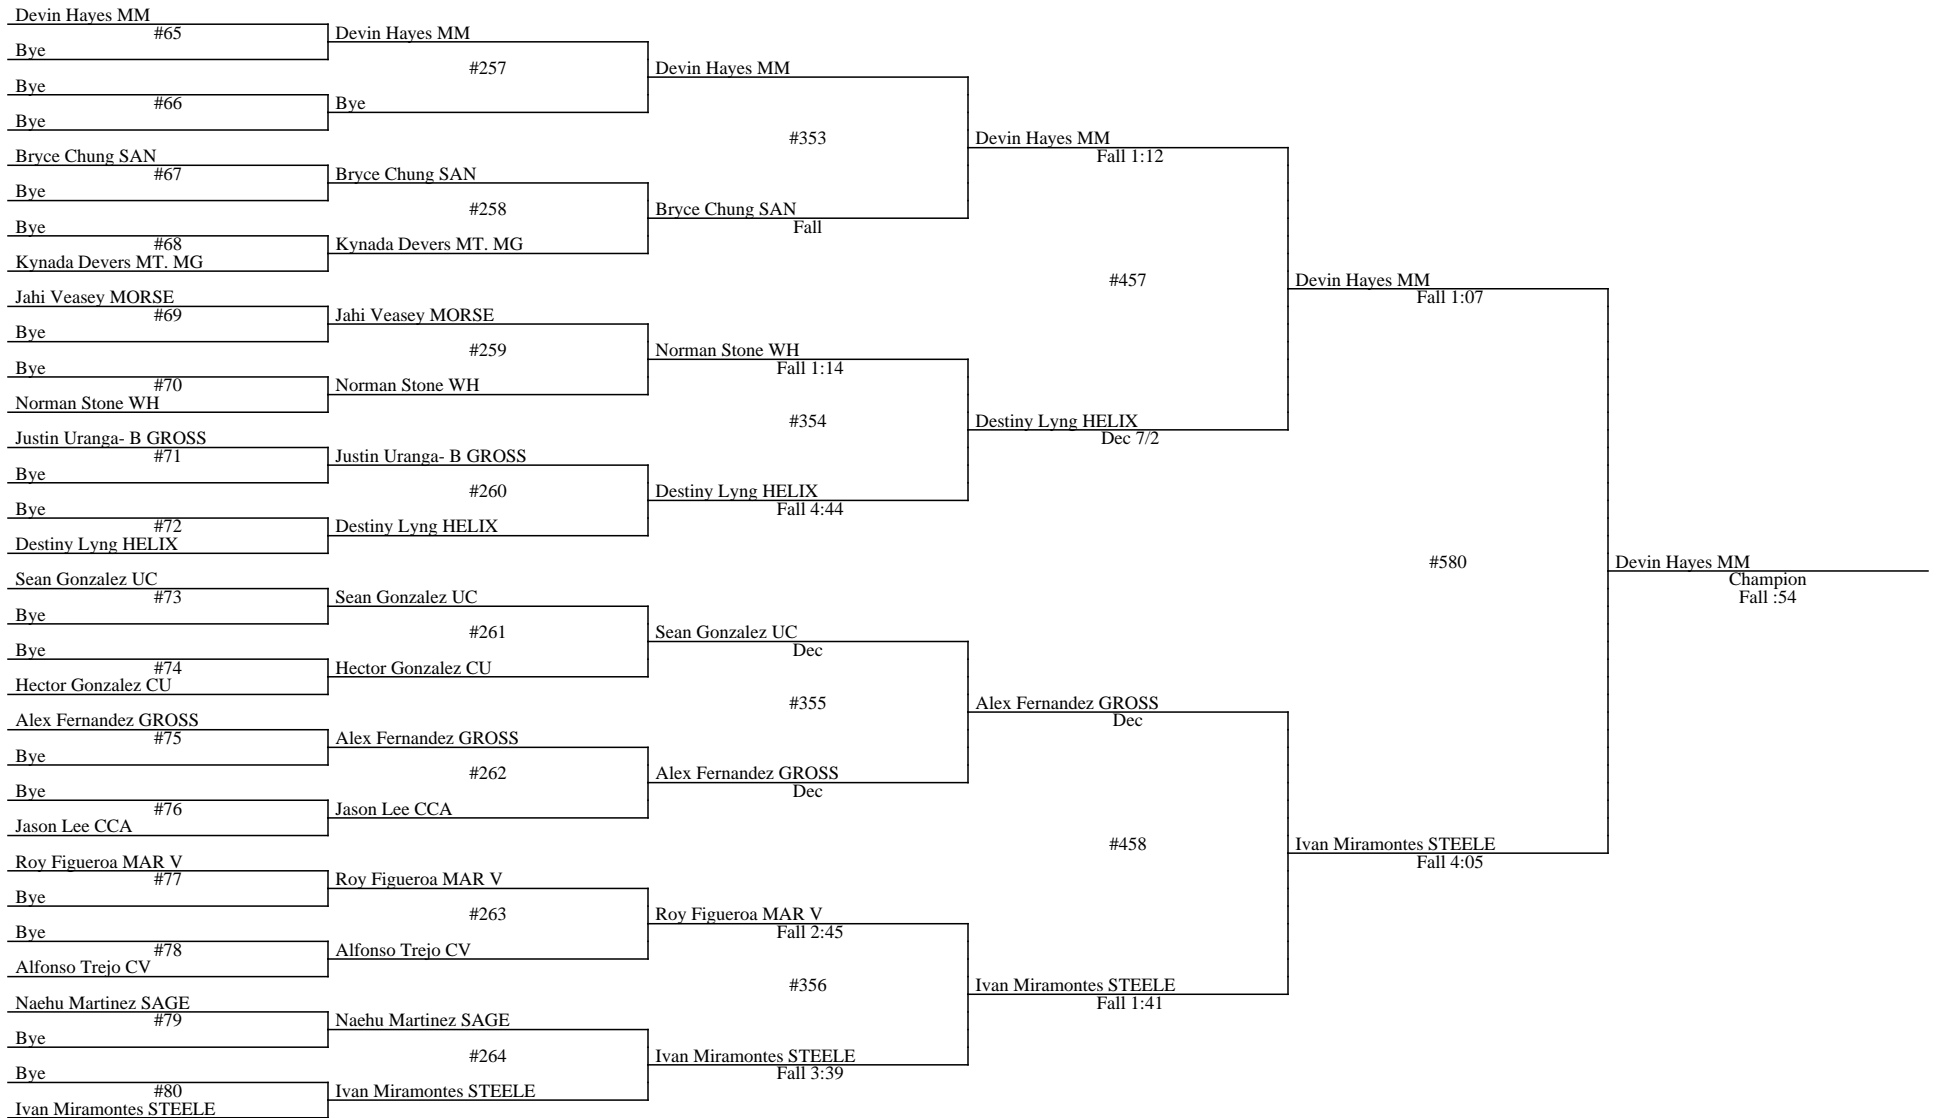 Devin Hayes MM
#65
Bye
Bye
#66
Bye
Bryce Chung SAN
#67
Bye
Bye
#68
Kynada Devers MT. MG
Jahi Veasey MORSE
#69
Bye
Bye
#70
Norman Stone WH
Justin Uranga- B GROSS
#71
Bye
Bye
#72
Destiny Lyng HELIX
Sean Gonzalez UC
#73
Bye
Bye
#74
Hector Gonzalez CU
Alex Fernandez GROSS
#75
Bye
Bye
#76
Jason Lee CCA
Roy Figueroa MAR V
#77
Bye
Bye
#78
Alfonso Trejo CV
Naehu Martinez SAGE
#79
Bye
Bye
#80
Ivan Miramontes STEELE
Devin Hayes MM
#257
Bye
Bryce Chung SAN
#258
Kynada Devers MT. MG
Jahi Veasey MORSE
#259
Norman Stone WH
Justin Uranga- B GROSS
#260
Destiny Lyng HELIX
Sean Gonzalez UC
#261
Hector Gonzalez CU
Alex Fernandez GROSS
#262
Jason Lee CCA
Roy Figueroa MAR V
#263
Alfonso Trejo CV
Naehu Martinez SAGE
#264
Ivan Miramontes STEELE
Devin Hayes MM
#353
Bryce Chung SAN
Fall
Norman Stone WH
Fall 1:14
#354
Destiny Lyng HELIX
Fall 4:44
Sean Gonzalez UC
Dec
#355
Alex Fernandez GROSS
Dec
Roy Figueroa MAR V
Fall 2:45
#356
Ivan Miramontes STEELE
Fall 3:39
Devin Hayes MM
Fall 1:12
#457
Destiny Lyng HELIX
Dec 7/2
Alex Fernandez GROSS
Dec
#458
Ivan Miramontes STEELE
Fall 1:41
Devin Hayes MM
Fall 1:07
#580
Ivan Miramontes STEELE
Fall 4:05
Devin Hayes MM
Champion
Fall :54